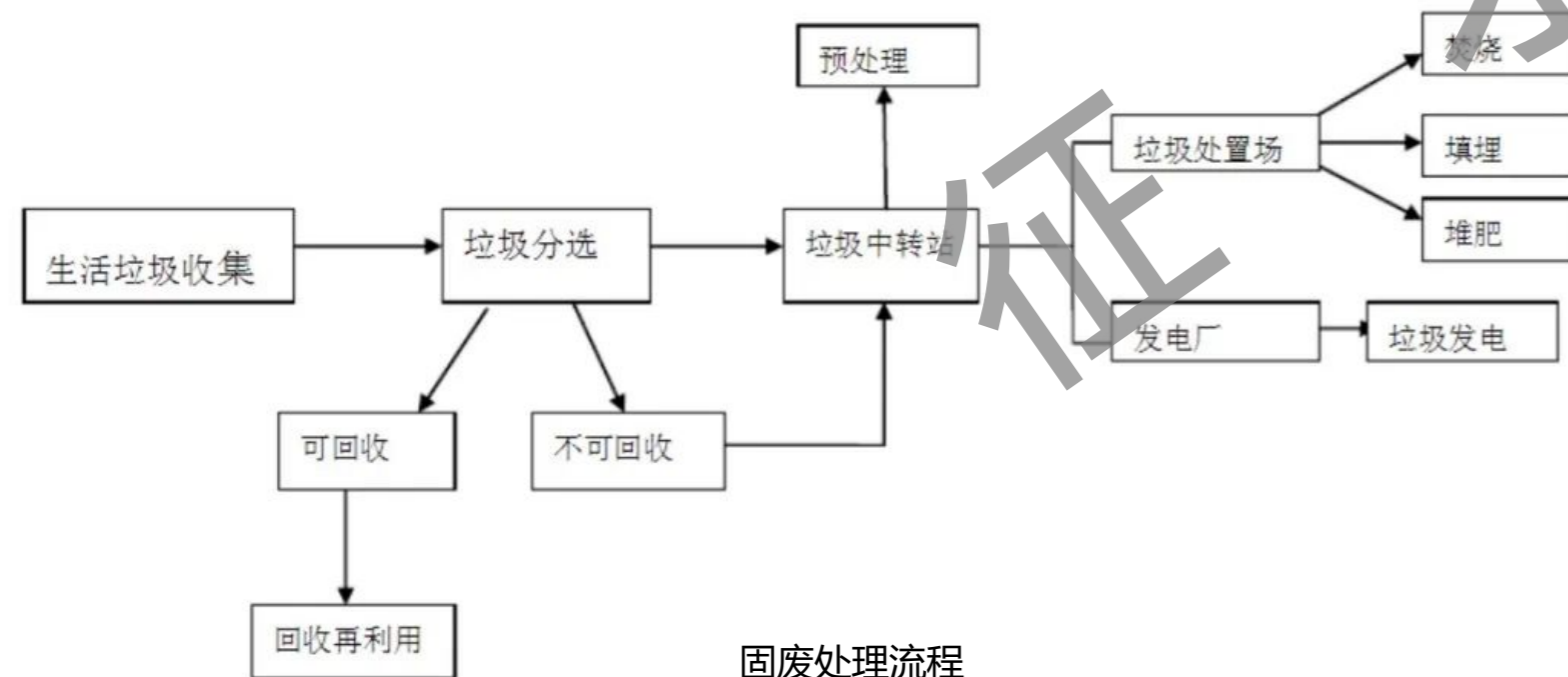 预处理
焚烧
垃圾处置场
填埋
生活垃圾收集
垃圾分选
垃圾中转站
堆肥
发电厂
垃圾发电
可回收
不可回收
回收再利用
固废处理流程
征